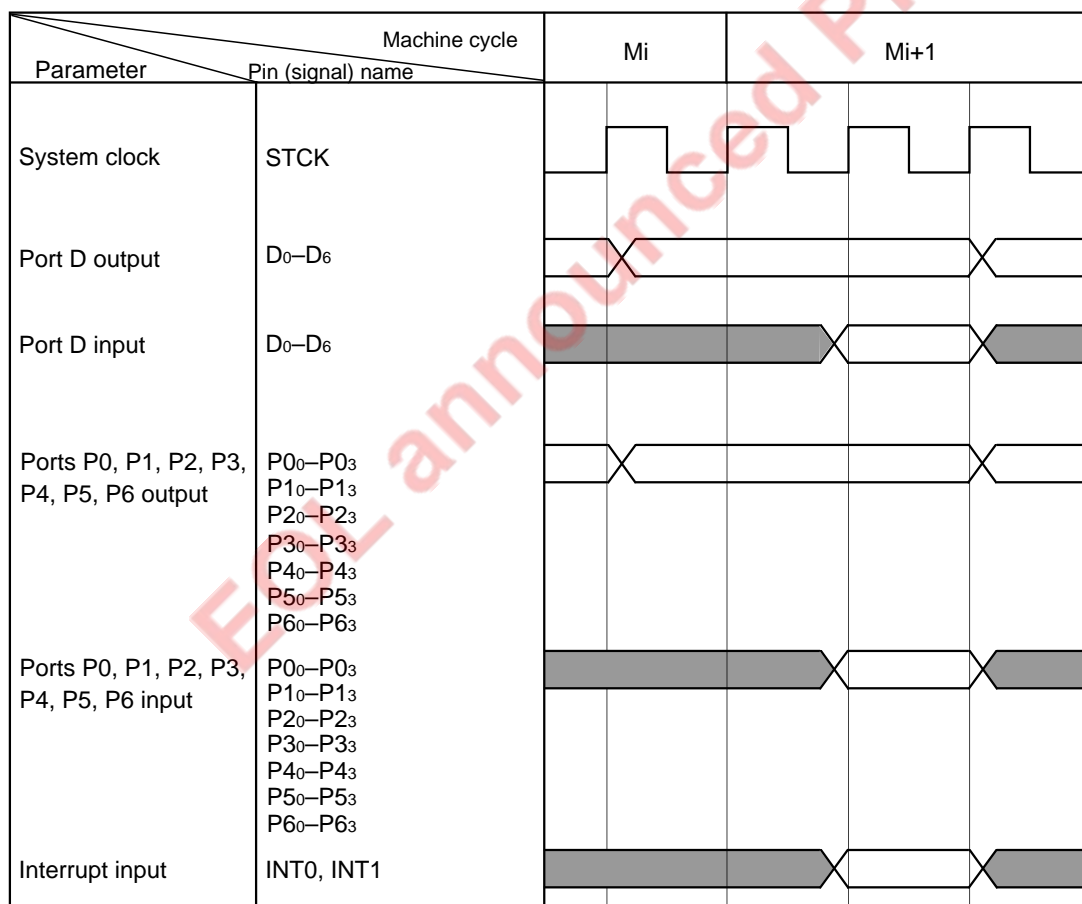 Machine cycle
Parameter
Pin (signal) name
Mi
Mi+1
System clock
STCK
Port D output
D0–D6
Port D input
D0–D6
Ports P0, P1, P2, P3,
P4, P5, P6 output
P00–P03
P10–P13
P20–P23
P30–P33
P40–P43
P50–P53
P60–P63
Ports P0, P1, P2, P3,
P4, P5, P6 input
P00–P03
P10–P13
P20–P23
P30–P33
P40–P43
P50–P53
P60–P63
Interrupt input
INT0, INT1
EOL announced